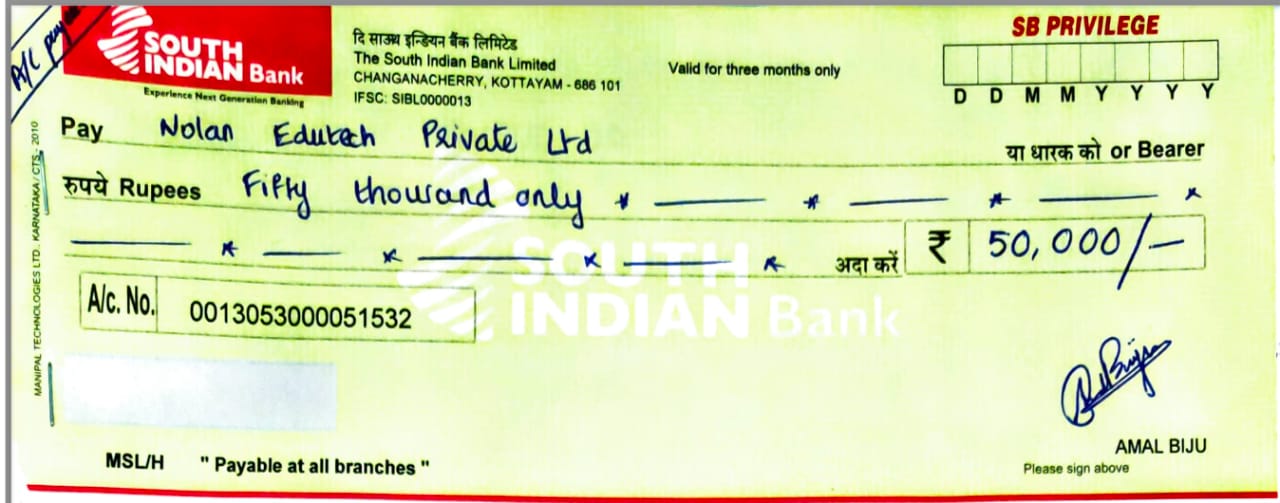 A/C payee
SOUTH
INDIAN Bank
Experience Next Generation Banking
दि साउथ इन्डियन बैंक लिमिटेड
The South Indian Bank Limited
CHANGANACHERRY, KOTTAYAM - 686 101
IFSC: SIBL0000013
Valid for three months only
SB PRIVILEGE
D D M M Y Y Y Y
Pay Nolan Edutech Private Ltd
या धारक को or Bearer
रुपये Rupees Fifty thousand only * — * — * — *
— * — * — * — * अदा करें ₹ 50,000/-
A/c. No. 0013053000051532
SOUTH
INDIAN Bank
MANIPAL TECHNOLOGIES LTD., KARNATAKA / CTS - 2010
AMAL BIJU
MSL/H " Payable at all branches "
Please sign above